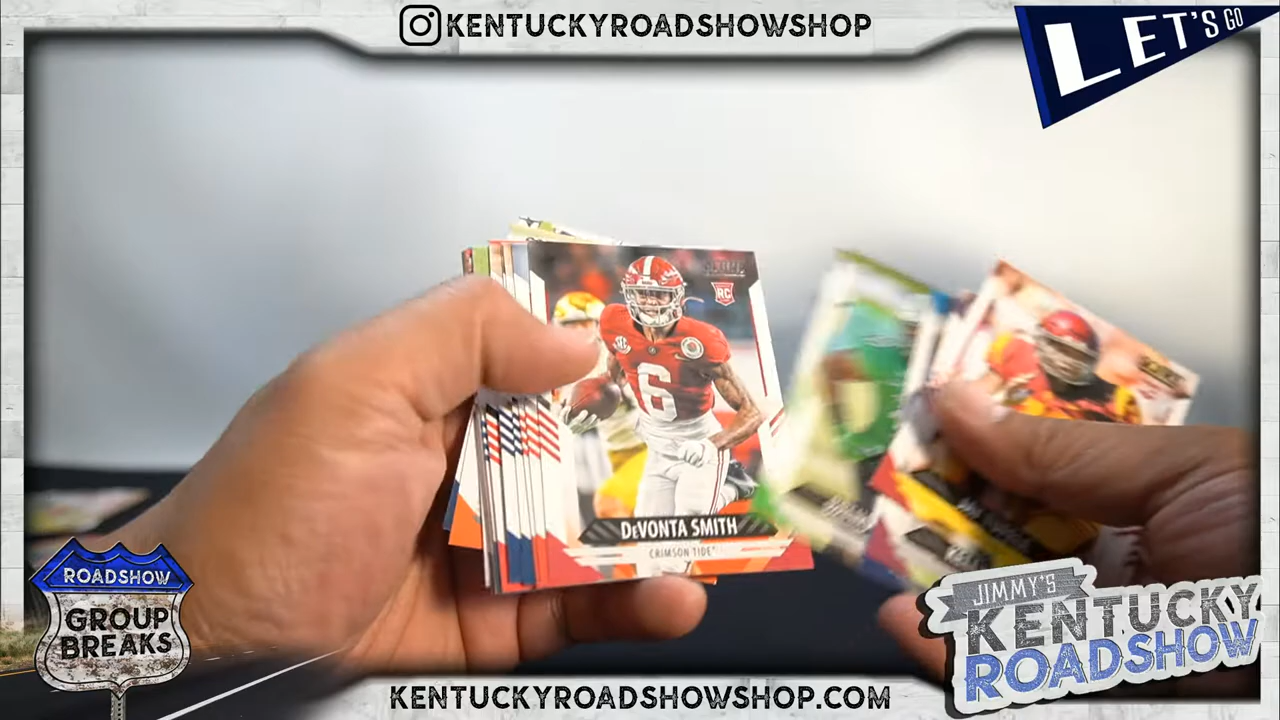 KENTUCKYROADSHOWSHOP
LET'S GO
RC
6
DEVONTA SMITH
CRIMSON TIDE
ROADSHOW
GROUP
BREAKS
JIMMY'S
KENTUCKY
ROADSHOW
KENTUCKYROADSHOWSHOP.COM